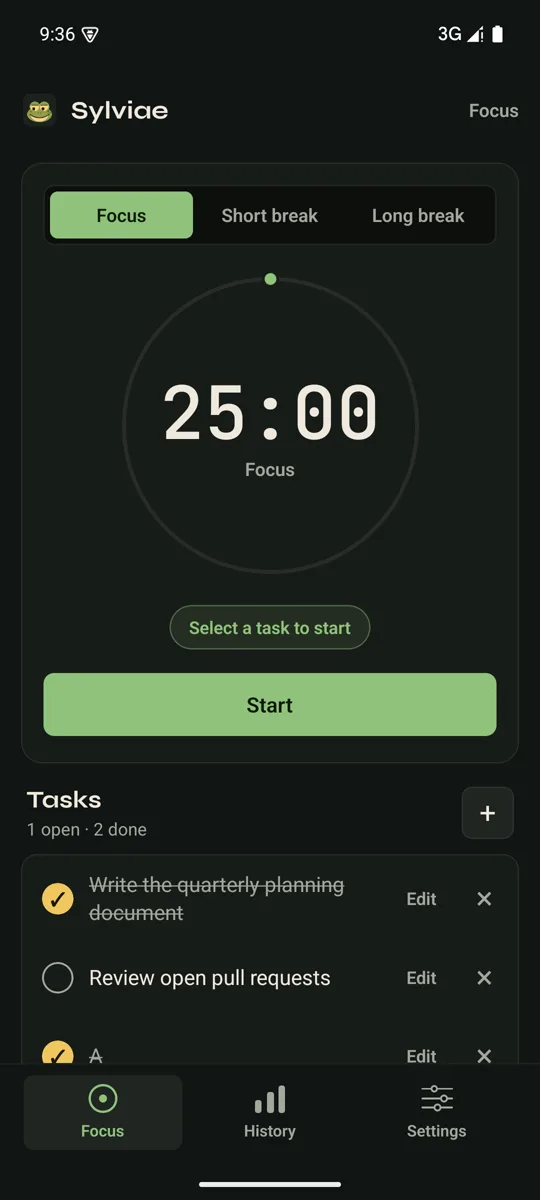 9:36
3G
Sylviae
Focus
Focus
Short break
Long break
25:00
Focus
Select a task to start
Start
Tasks
1 open · 2 done
+
✓
Write the quarterly planning
document
Edit
✕
Review open pull requests
Edit
✕
✓
A
Edit
✕
Focus
History
Settings